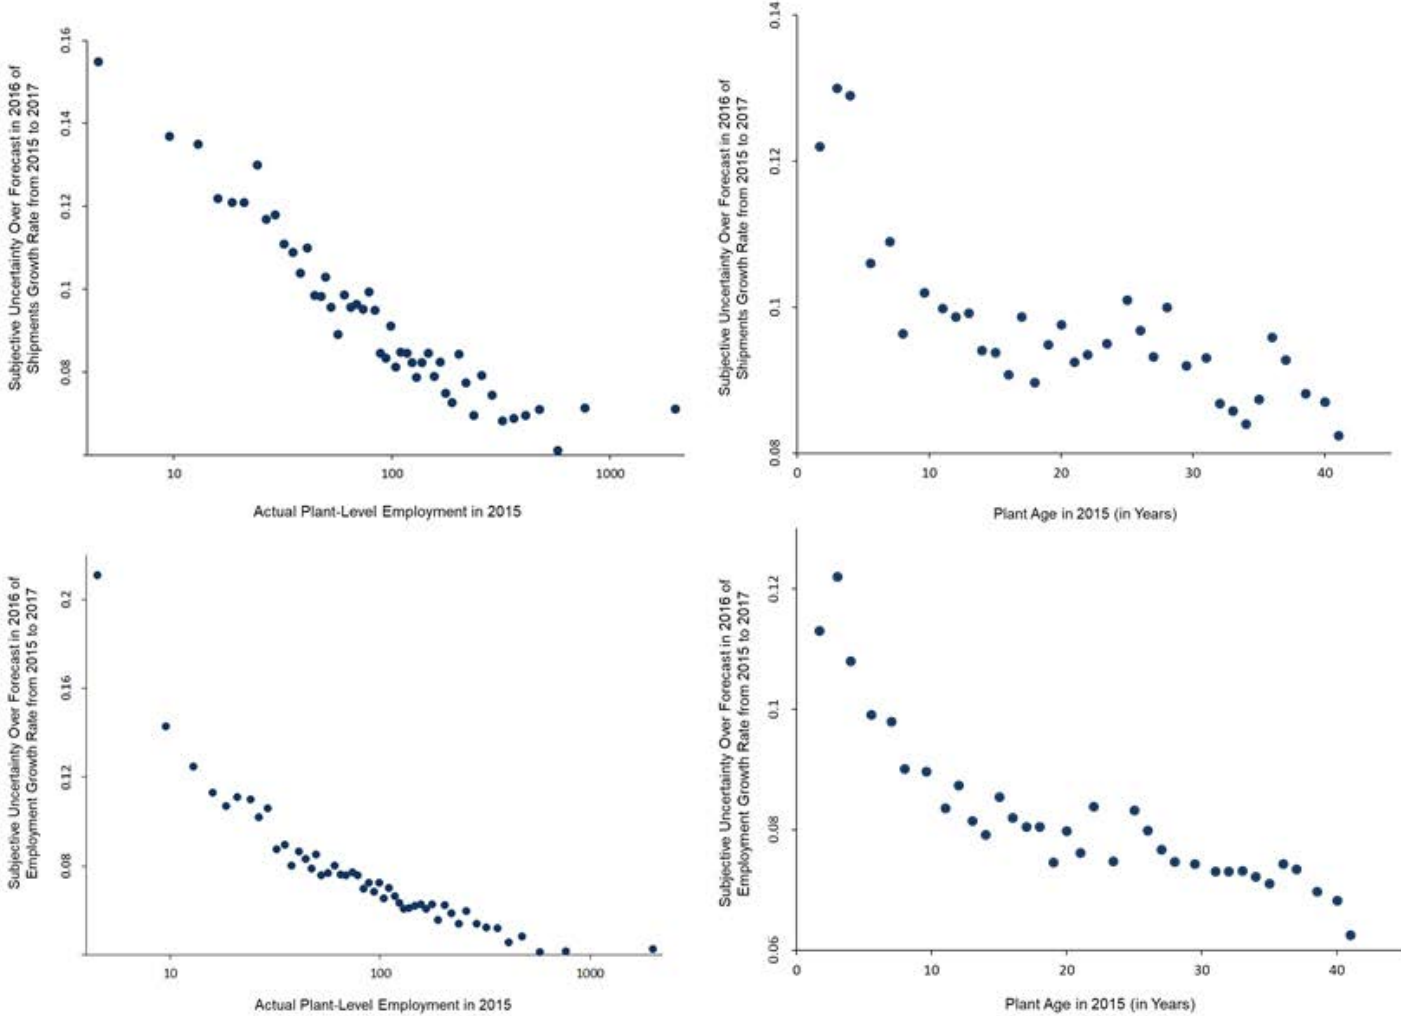 Subjective Uncertainty Over Forecast in 2016 of
Shipments Growth Rate from 2015 to 2017
0.16
0.14
0.12
0.1
0.08
10
100
1000
Actual Plant-Level Employment in 2015
Subjective Uncertainty Over Forecast in 2016 of
Shipments Growth Rate from 2015 to 2017
0.14
0.12
0.1
0.08
0
10
20
30
40
Plant Age in 2015 (in Years)
Subjective Uncertainty Over Forecast in 2016 of
Employment Growth Rate from 2015 to 2017
0.2
0.16
0.12
0.08
10
100
1000
Actual Plant-Level Employment in 2015
Subjective Uncertainty Over Forecast in 2016 of
Employment Growth Rate from 2015 to 2017
0.12
0.1
0.08
0.06
0
10
20
30
40
Plant Age in 2015 (in Years)